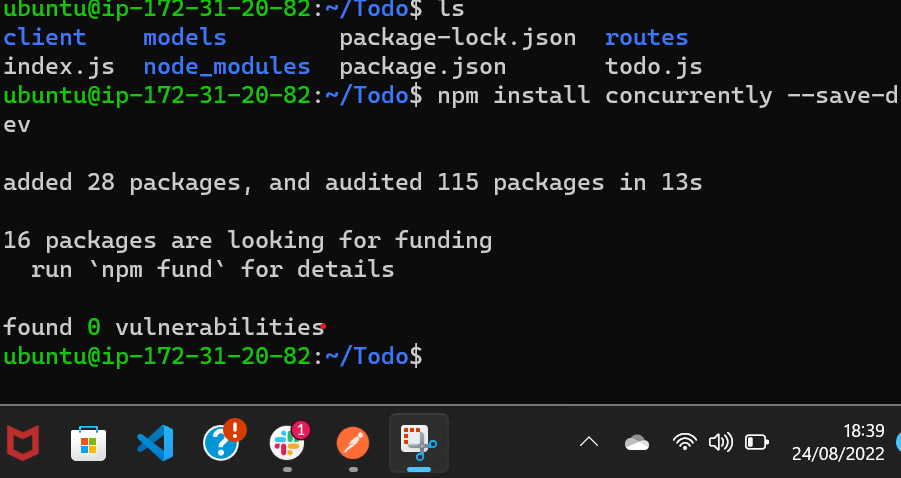 ubuntu@ip-172-31-20-82:~/Todo$ ls
client    models        package-lock.json  routes
index.js  node_modules  package.json       todo.js
ubuntu@ip-172-31-20-82:~/Todo$ npm install concurrently --save-d
ev
added 28 packages, and audited 115 packages in 13s
16 packages are looking for funding
  run `npm fund` for details
found 0 vulnerabilities
ubuntu@ip-172-31-20-82:~/Todo$
1
18:39
24/08/2022